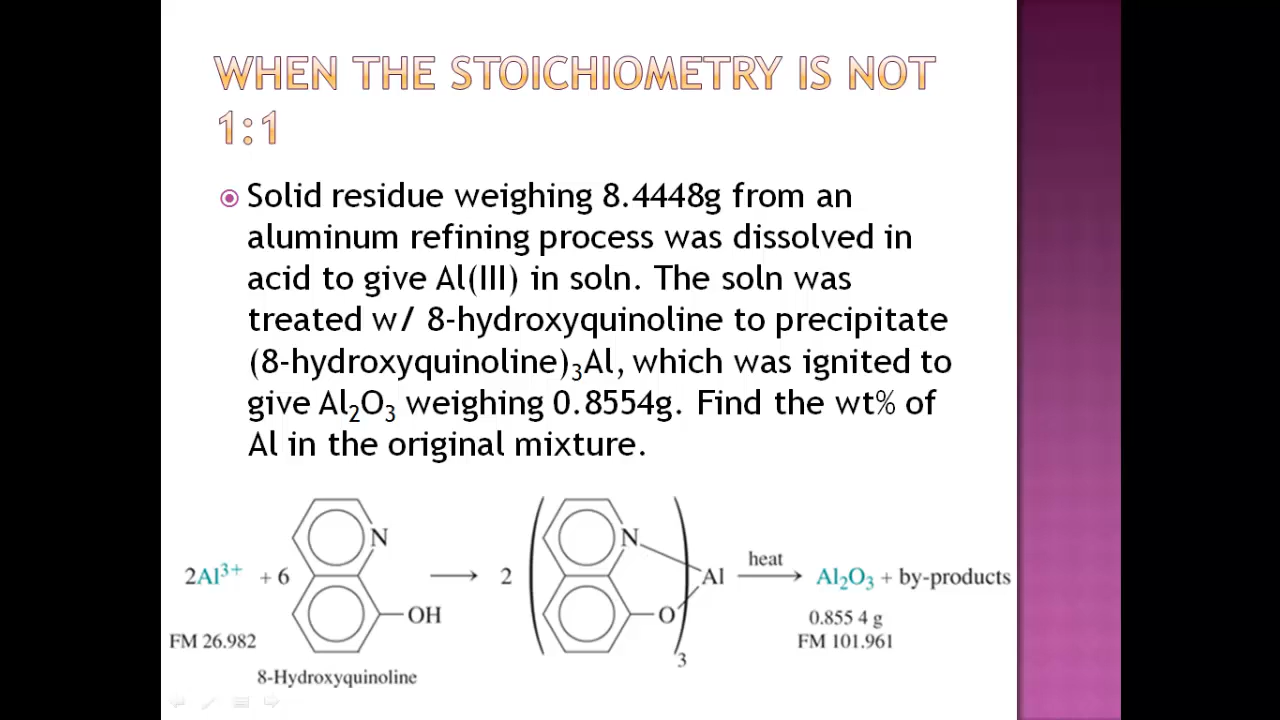 WHEN THE STOICHIOMETRY IS NOT
1:1
Solid residue weighing 8.4448g from an
aluminum refining process was dissolved in
acid to give Al(III) in soln. The soln was
treated w/ 8-hydroxyquinoline to precipitate
(8-hydroxyquinoline)₃Al, which was ignited to
give Al₂O₃ weighing 0.8554g. Find the wt% of
Al in the original mixture.
2Al³⁺ + 6
N
OH
2
N
O
Al
3
heat
Al₂O₃ + by-products
0.855 4 g
FM 26.982
FM 101.961
8-Hydroxyquinoline